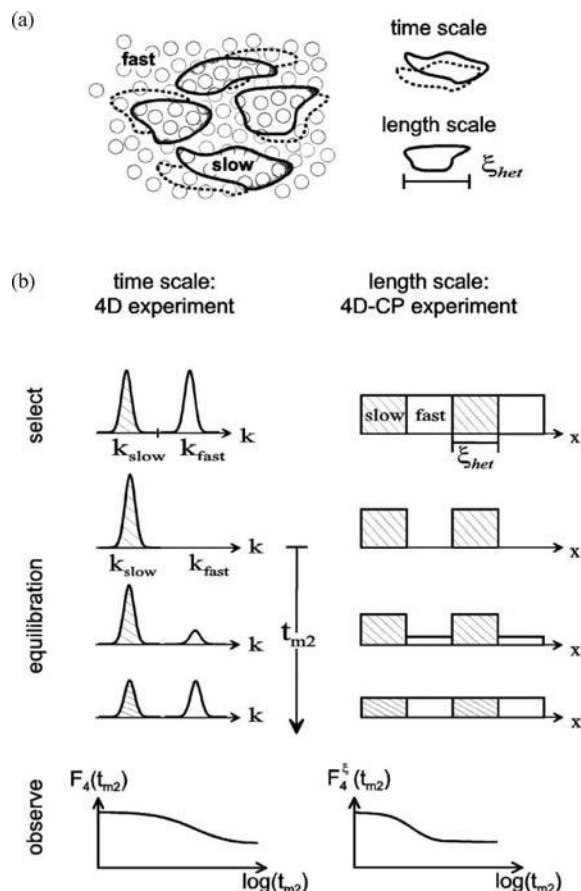 (a)
fast
slow
time scale
length scale
ξhet
(b)
time scale:
4D experiment
length scale:
4D-CP experiment
select
kslow
kfast
k
slow
fast
x
ξhet
equilibration
k
kslow
kfast
x
tm2
k
x
k
x
observe
F4(tm2)
log(tm2)
F4ξ(tm2)
log(tm2)